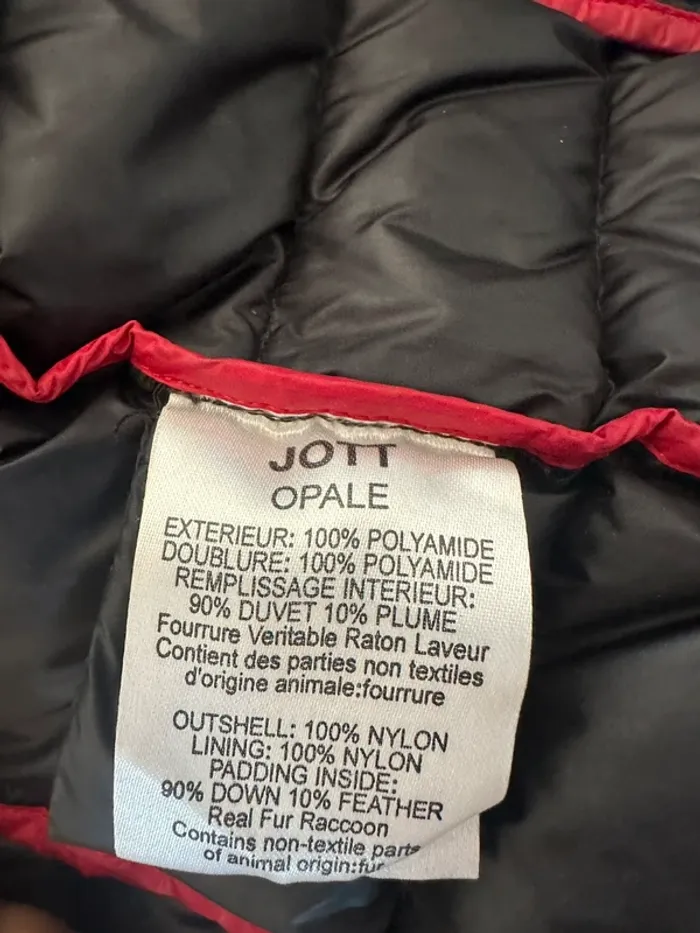 JOTT
OPALE
EXTERIEUR: 100% POLYAMIDE
DOUBLURE: 100% POLYAMIDE
REMPLISSAGE INTERIEUR:
90% DUVET 10% PLUME
Fourrure Veritable Raton Laveur
Contient des parties non textiles
d'origine animale:fourrure
OUTSHELL: 100% NYLON
LINING: 100% NYLON
PADDING INSIDE:
90% DOWN 10% FEATHER
Real Fur Raccoon
Contains non-textile parts
of animal origin:fur